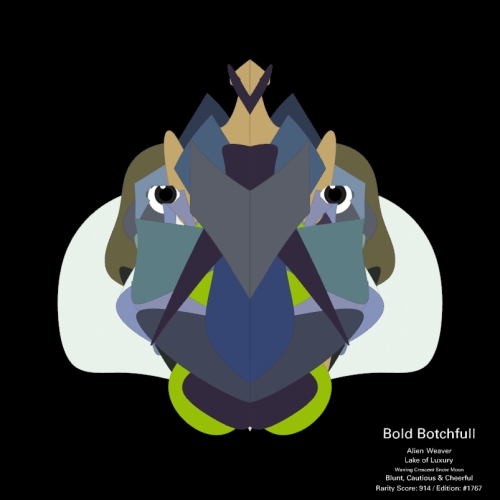 Bold Botchfull
Alien Weaver
Lake of Luxury
Waning Crescent Snow Moon
Blunt, Cautious & Cheerful
Rarity Score: 914 / Edition: #1767